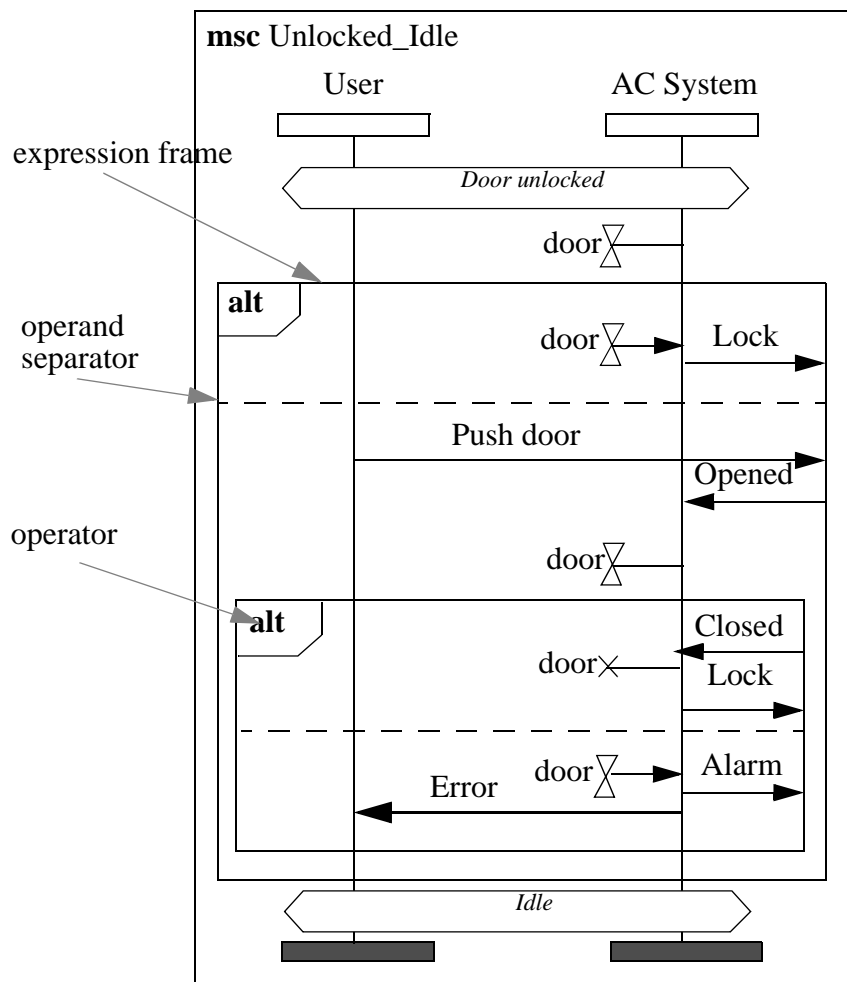 msc Unlocked_Idle
User
AC System
expression frame
Door unlocked
door
alt
operand
separator
door
Lock
Push door
Opened
operator
door
alt
Closed
door
Lock
door
Alarm
Error
Idle